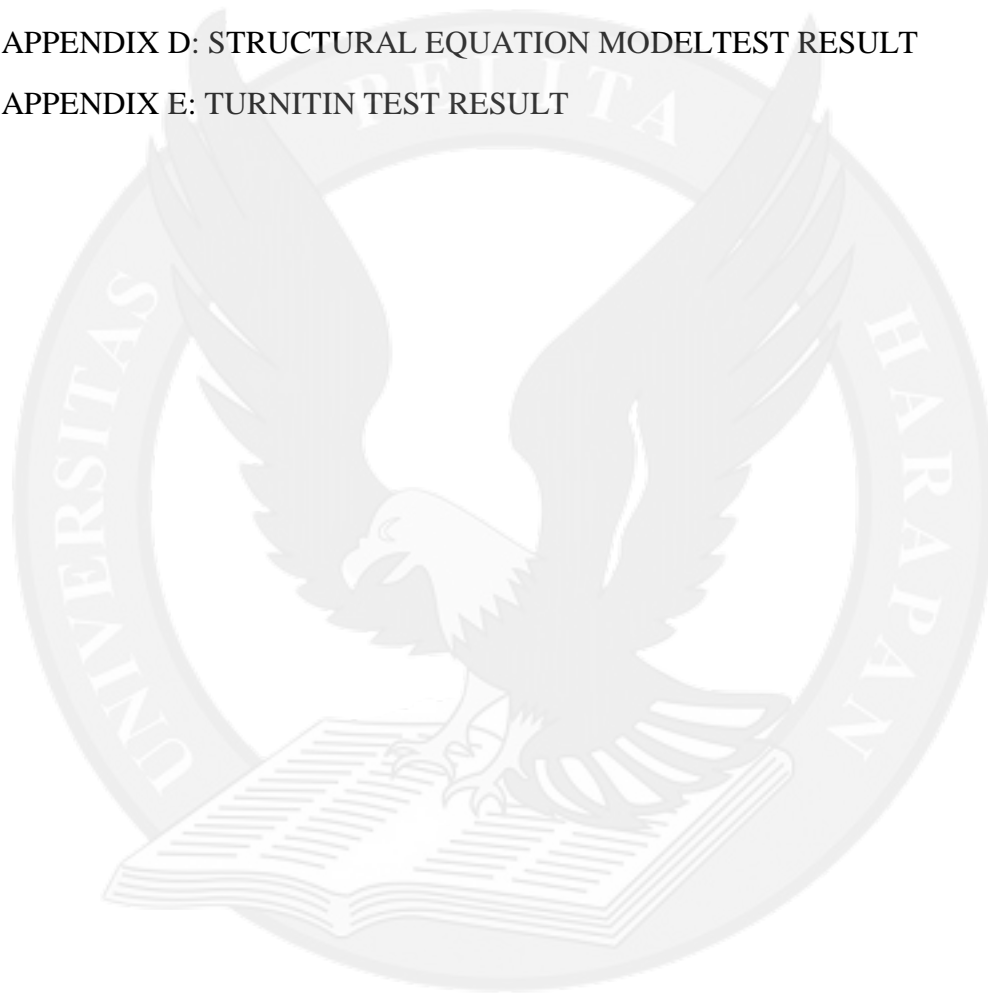 APPENDIX D: STRUCTURAL EQUATION MODELTEST RESULT
APPENDIX E: TURNITIN TEST RESULT
UNIVERSITAS PELITA HARAPAN